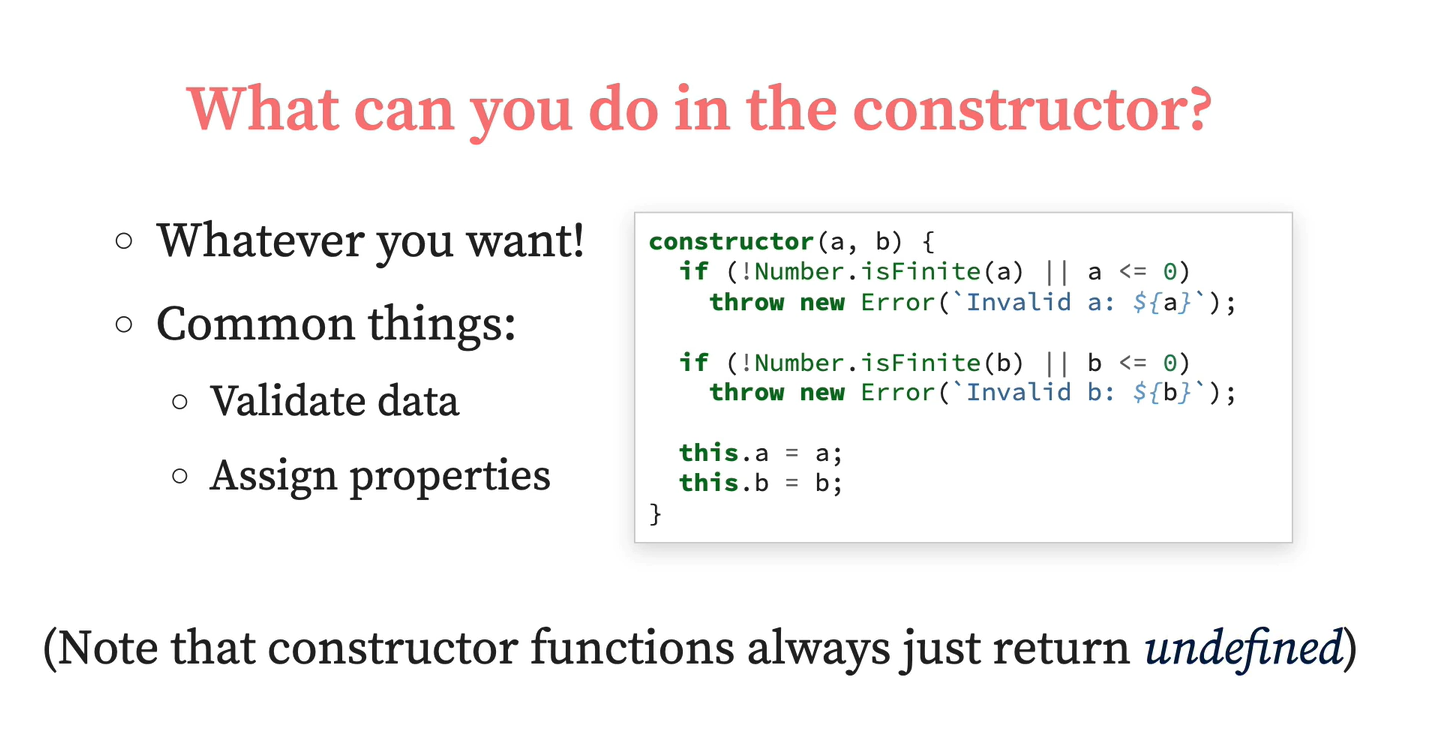 What can you do in the constructor?
Whatever you want!
Common things:
Validate data
Assign properties
constructor(a, b) {
  if (!Number.isFinite(a) || a <= 0)
    throw new Error(`Invalid a: ${a}`);

  if (!Number.isFinite(b) || b <= 0)
    throw new Error(`Invalid b: ${b}`);

  this.a = a;
  this.b = b;
}
(Note that constructor functions always just return undefined)